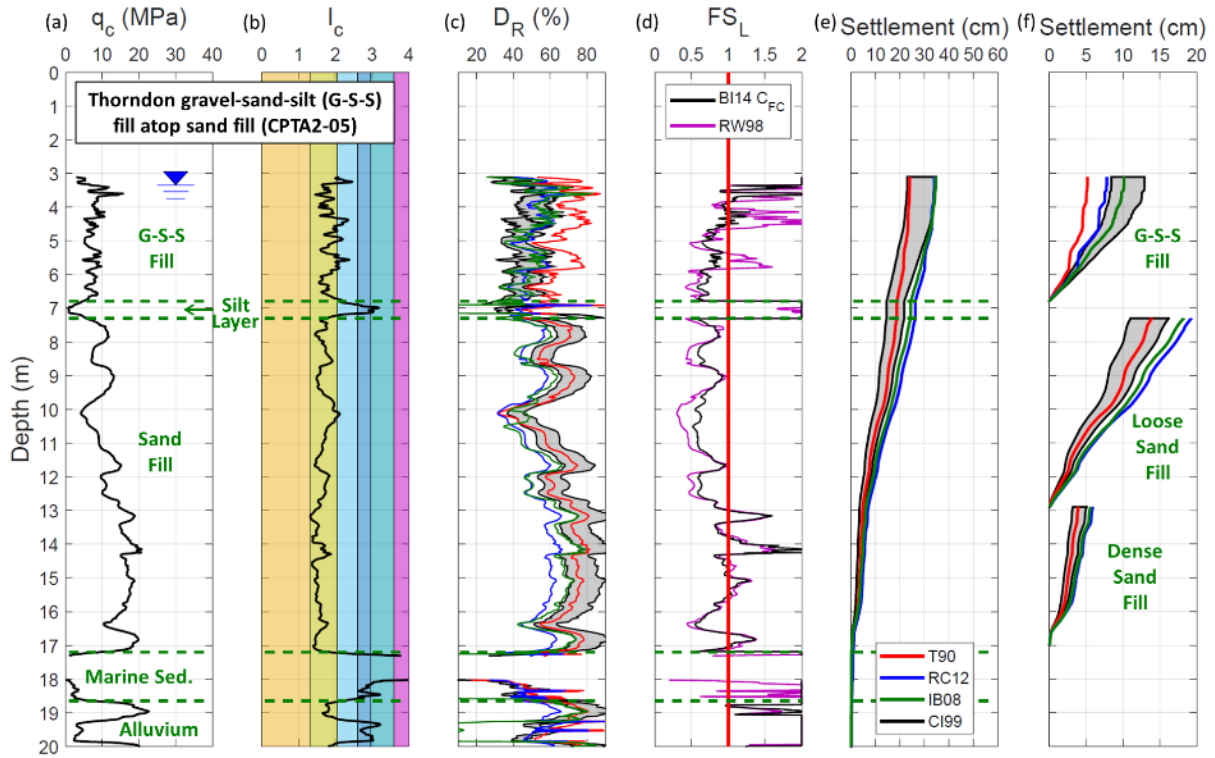 (a) q_c (MPa) (b) I_c (c) D_R (%) (d) FS_L (e) Settlement (cm) (f) Settlement (cm)
0 10 20 30 40 0 1 2 3 4 20 40 60 80 0 0.5 1 1.5 2 0 10 20 30 40 50 60 0 5 10 15 20
0
1
2
3
4
5
6
7
8
9
10
11
12
13
14
15
16
17
18
19
20
Depth (m)
Thorndon gravel-sand-silt (G-S-S)
fill atop sand fill (CPTA2-05)
G-S-S
Fill
Silt
Layer
Sand
Fill
Marine Sed.
Alluvium
BI14 C_FC
RW98
T90
RC12
IB08
CI99
G-S-S
Fill
Loose
Sand
Fill
Dense
Sand
Fill